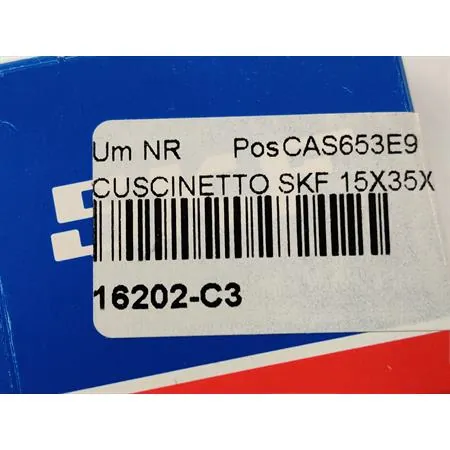 Um NR PosCAS653E9
CUSCINETTO SKF 15X35X
16202-C3